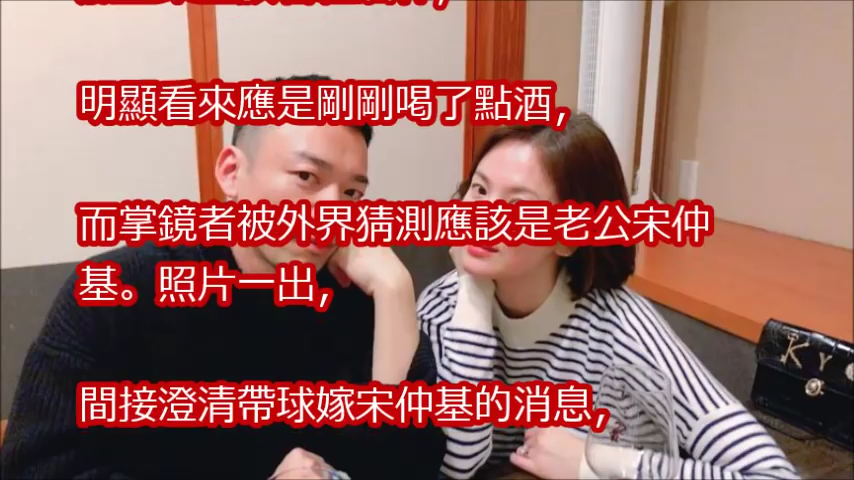 明顯看來應是剛剛喝了點酒,
而掌鏡者被外界猜測應該是老公宋仲
基。照片一出,
間接澄清帶球嫁宋仲基的消息,
K Y